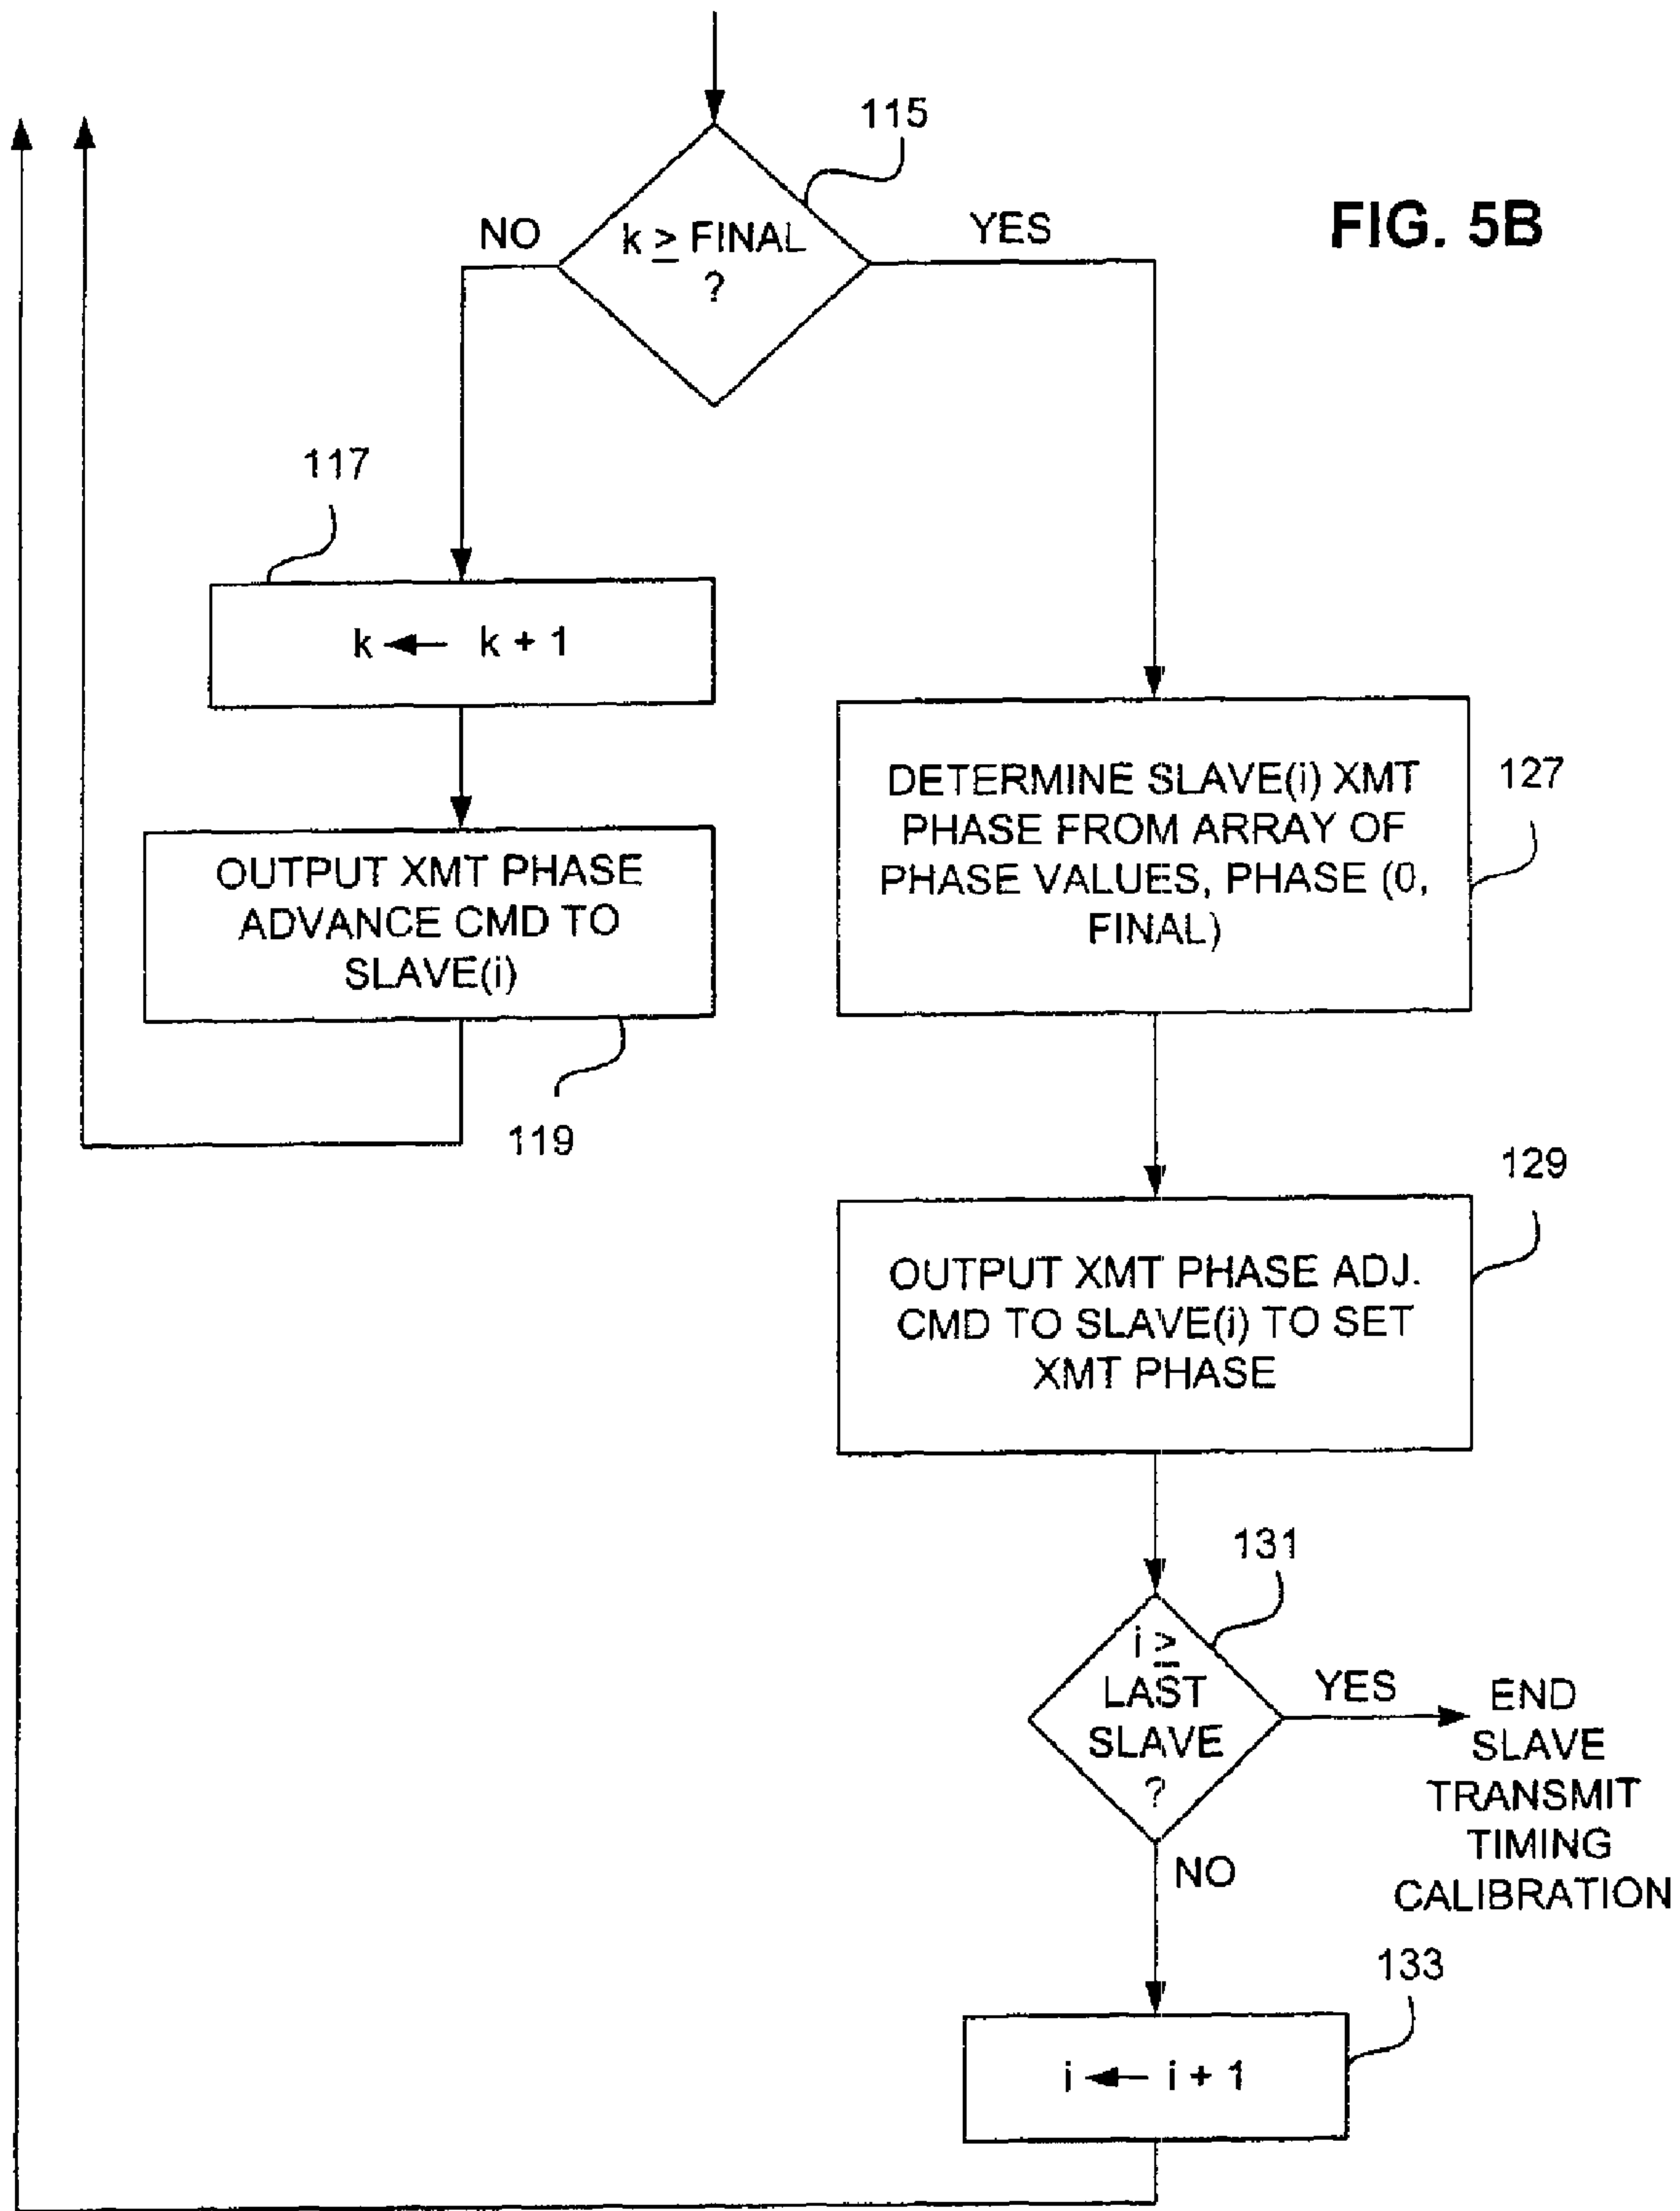 115
FIG. 5B
NO
k ≥ FINAL
?
YES
117
k ← k + 1
OUTPUT XMT PHASE
ADVANCE CMD TO
SLAVE(i)
119
DETERMINE SLAVE(i) XMT
PHASE FROM ARRAY OF
PHASE VALUES, PHASE (0,
FINAL)
127
129
OUTPUT XMT PHASE ADJ.
CMD TO SLAVE(i) TO SET
XMT PHASE
131
i ≥
LAST
SLAVE
?
YES
END
SLAVE
TRANSMIT
TIMING
CALIBRATION
NO
133
i ← i + 1